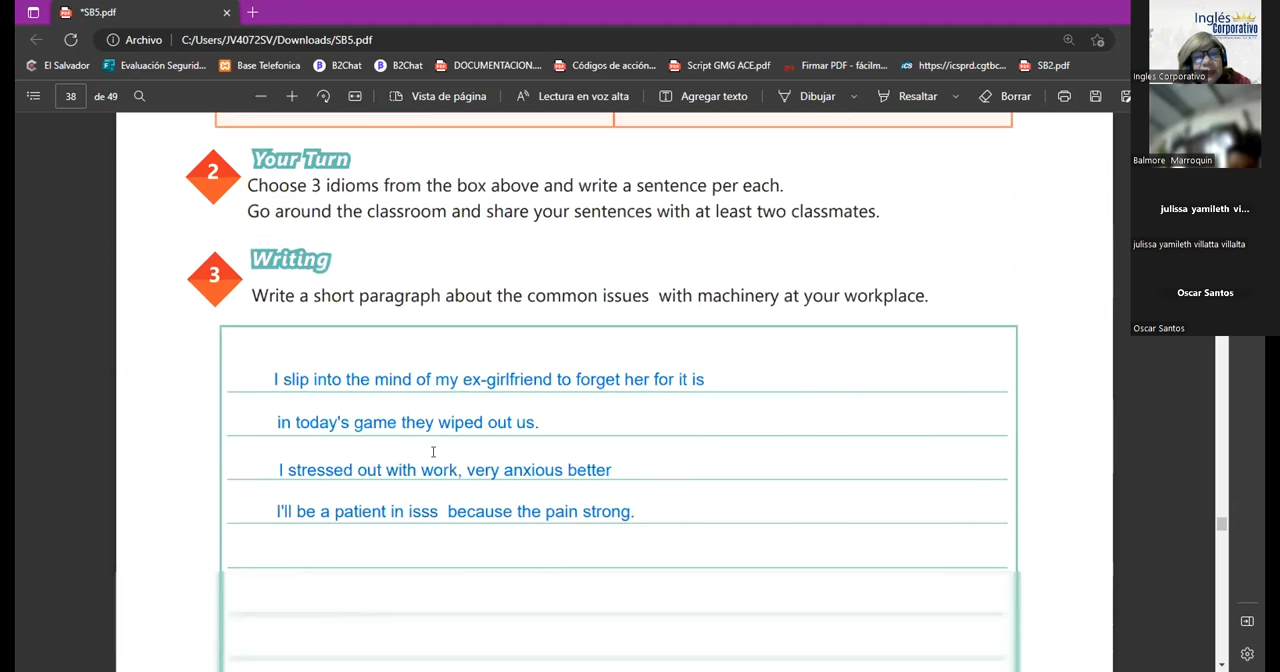 *SB5.pdf
Archivo C:/Users/JV4072SV/Downloads/SB5.pdf
El Salvador Evaluación Segurid... Base Telefonica B2Chat B2Chat DOCUMENTACION.... Códigos de acción... Script GMG ACE.pdf Firmar PDF - fácilm... https://icsprd.cgtbc... SB2.pdf
38 de 49 Vista de página Lectura en voz alta Agregar texto Dibujar Resaltar Borrar
2 Your Turn
Choose 3 idioms from the box above and write a sentence per each.
Go around the classroom and share your sentences with at least two classmates.
3 Writing
Write a short paragraph about the common issues with machinery at your workplace.
I slip into the mind of my ex-girlfriend to forget her for it is
in today's game they wiped out us.
I stressed out with work, very anxious better
I'll be a patient in isss because the pain strong.
Inglés
Corporativo
Ingles Corporativo
Balmore Marroquin
julissa yamileth vi...
julissa yamileth villatta villalta
Oscar Santos
Oscar Santos